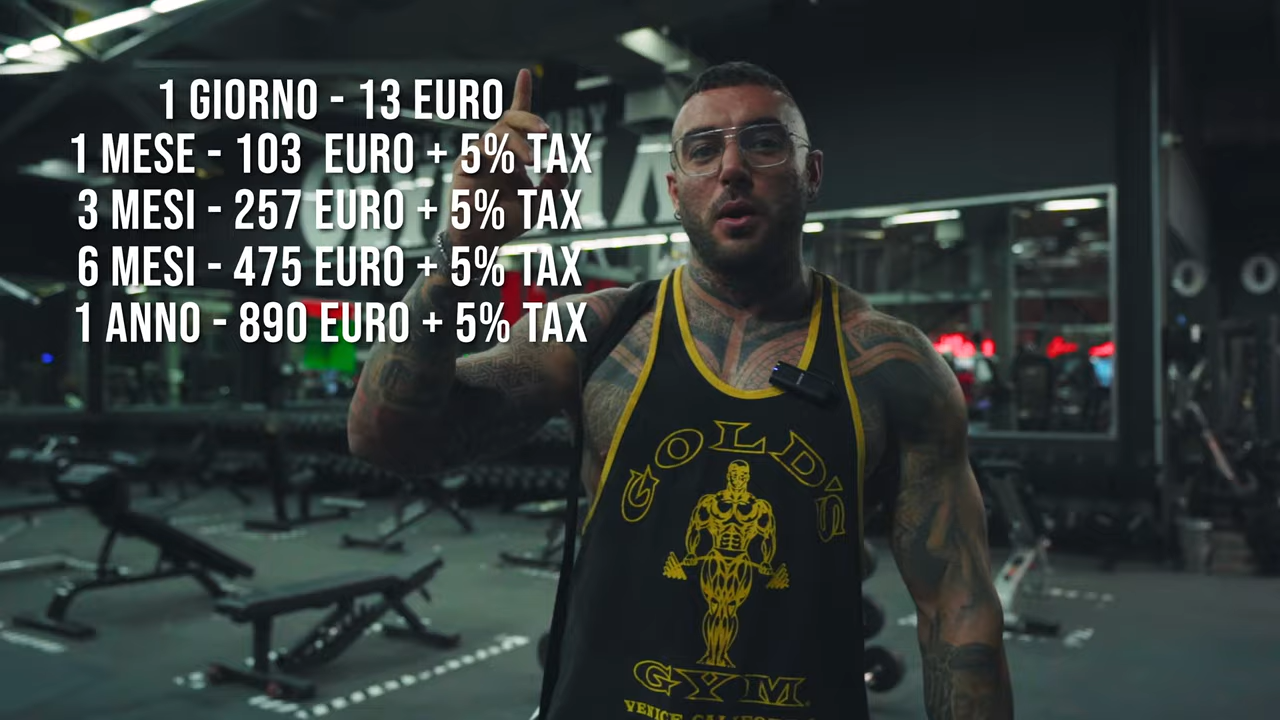 1 GIORNO - 13 EURO
1 MESE - 103 EURO + 5% TAX
3 MESI - 257 EURO + 5% TAX
6 MESI - 475 EURO + 5% TAX
1 ANNO - 890 EURO + 5% TAX
GOLD'S
GYM
VENICE CALIFORNIA